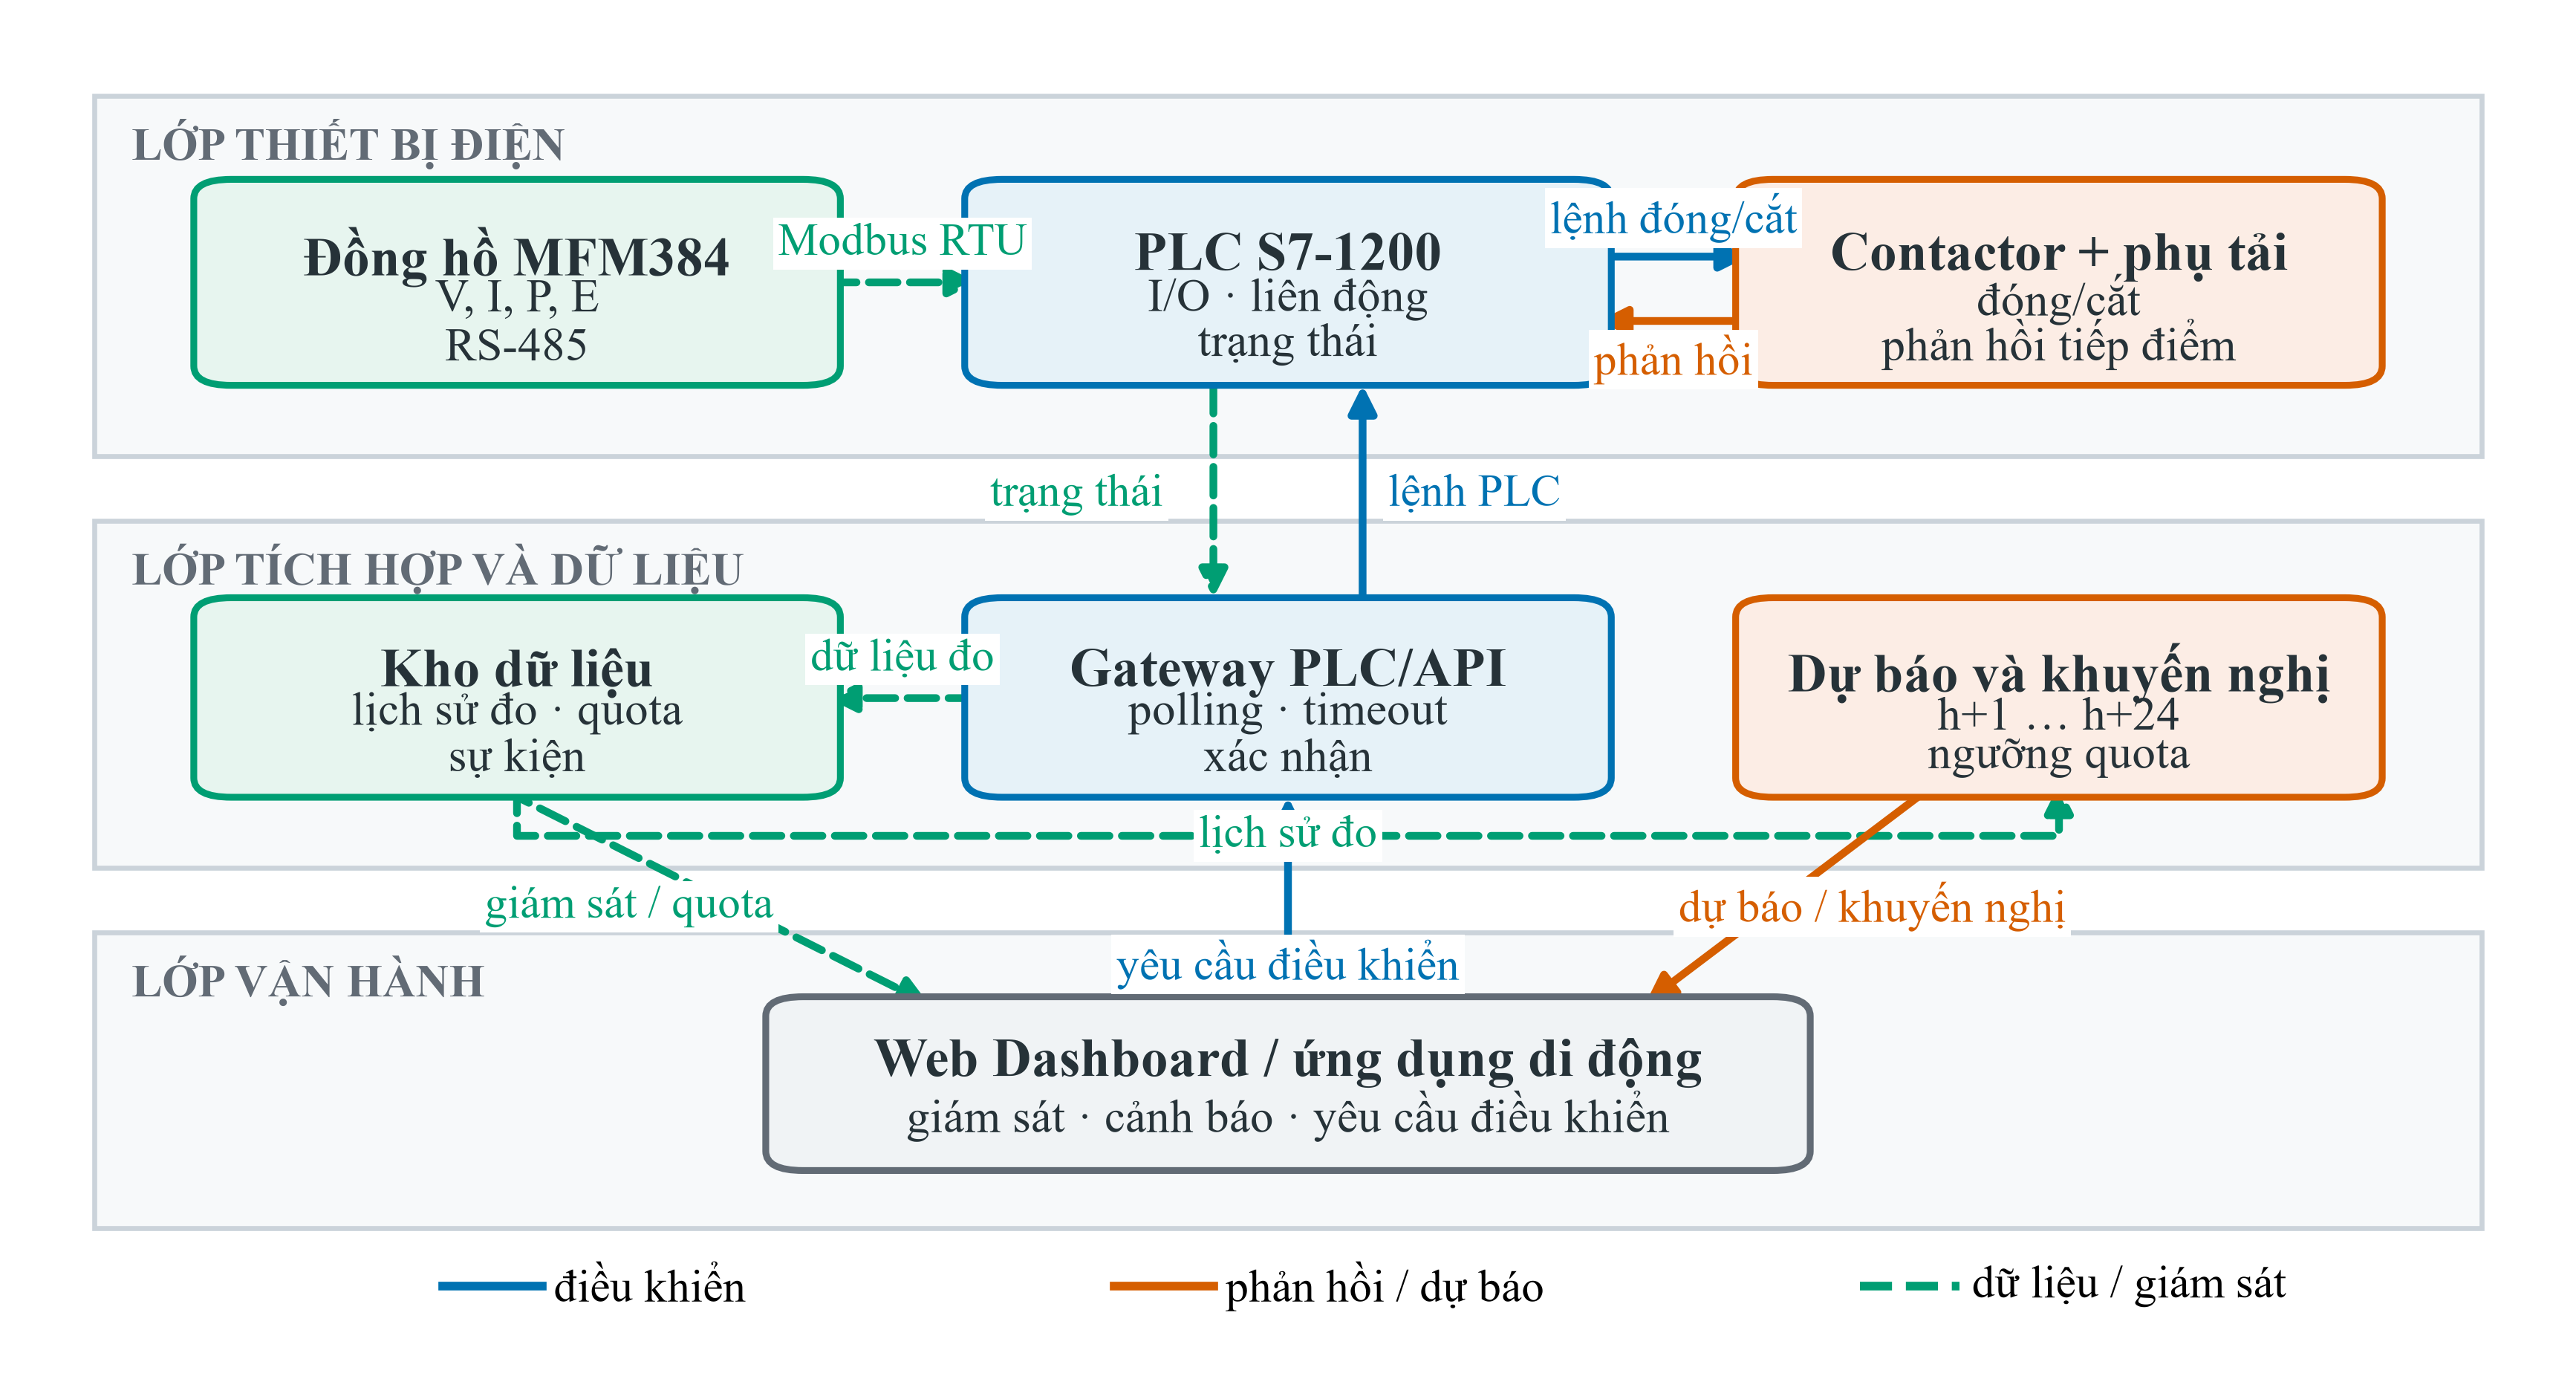 LỚP THIẾT BỊ ĐIỆN
Đồng hồ MFM384
V, I, P, E
RS-485
Modbus RTU
PLC S7-1200
I/O · liên động
trạng thái
lệnh đóng/cắt
phản hồi
Contactor + phụ tải
đóng/cắt
phản hồi tiếp điểm
trạng thái
lệnh PLC
LỚP TÍCH HỢP VÀ DỮ LIỆU
Kho dữ liệu
lịch sử đo · quota
sự kiện
dữ liệu đo
Gateway PLC/API
polling · timeout
xác nhận
Dự báo và khuyến nghị
h+1 … h+24
ngưỡng quota
lịch sử đo
giám sát / quota
dự báo / khuyến nghị
yêu cầu điều khiển
LỚP VẬN HÀNH
Web Dashboard / ứng dụng di động
giám sát · cảnh báo · yêu cầu điều khiển
điều khiển
phản hồi / dự báo
dữ liệu / giám sát